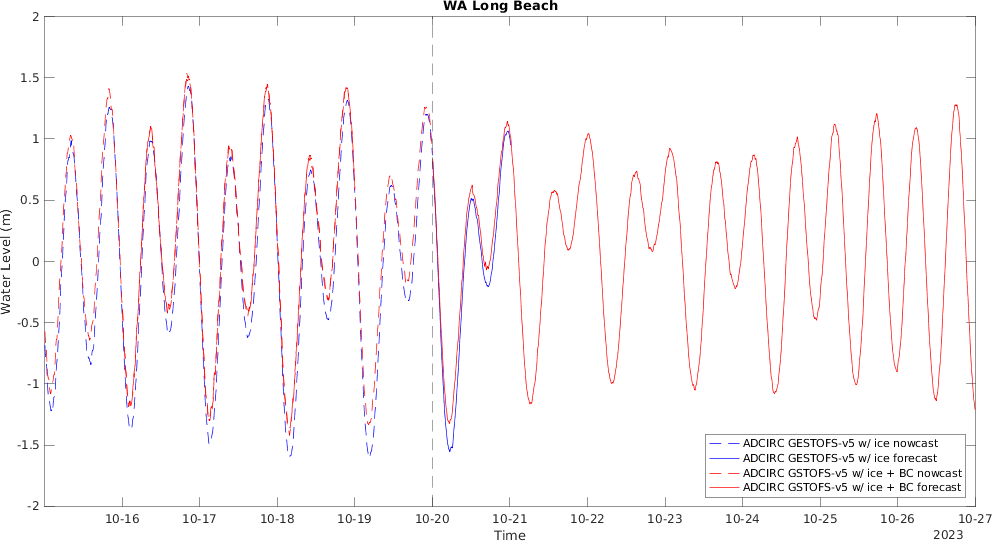 WA Long Beach
2
1.5
1
0.5
0
-0.5
-1
-1.5
-2
Water Level (m)
10-16 10-17 10-18 10-19 10-20 10-21 10-22 10-23 10-24 10-25 10-26 10-27
Time
2023
ADCIRC GESTOFS-v5 w/ ice nowcast
ADCIRC GESTOFS-v5 w/ ice forecast
ADCIRC GSTOFS-v5 w/ ice + BC nowcast
ADCIRC GSTOFS-v5 w/ ice + BC forecast